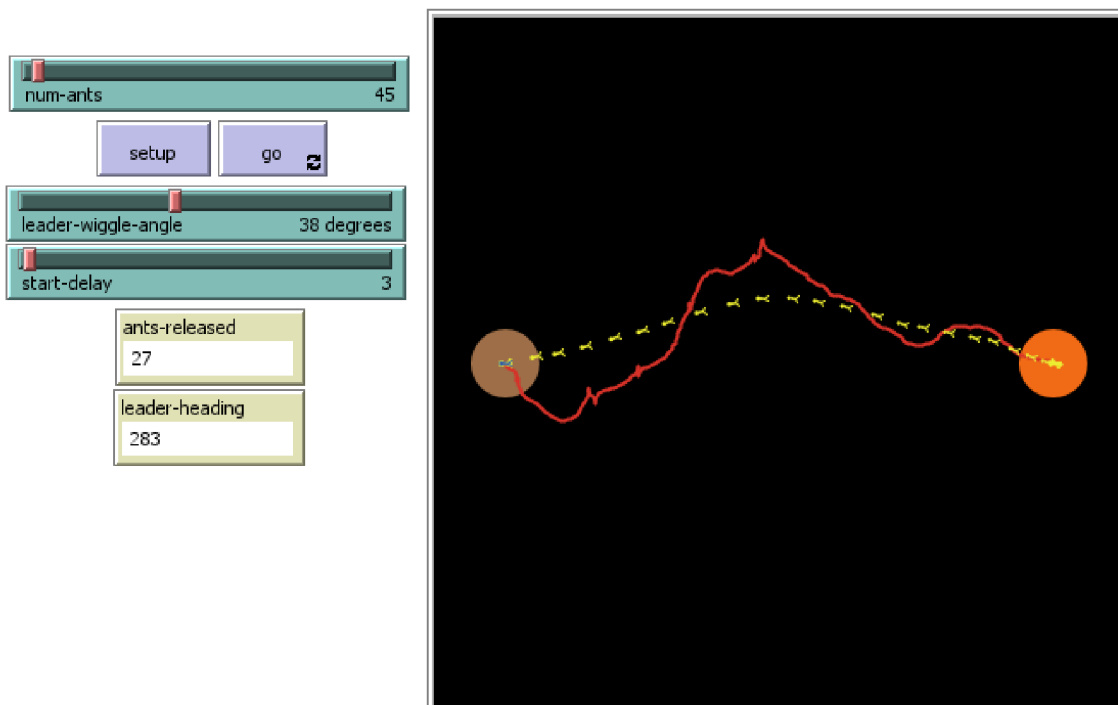 num-ants 45
setup
go
leader-wiggle-angle 38 degrees
start-delay 3
ants-released
27
leader-heading
283